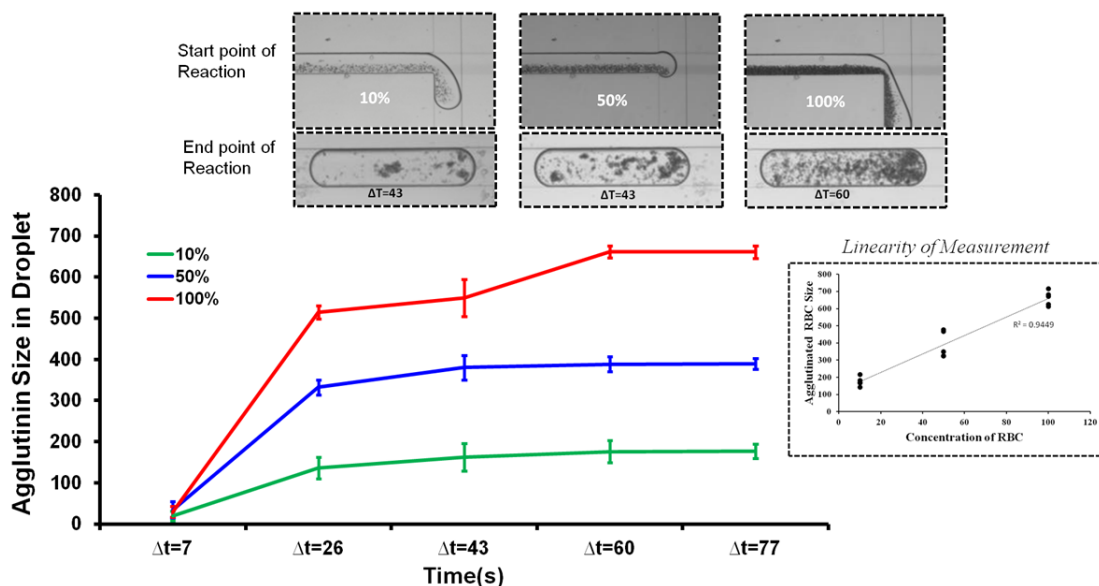 Start point of
Reaction
10%
50%
100%
End point of
Reaction
ΔT=43
ΔT=43
ΔT=60
800
700
600
500
400
300
200
100
0
Agglutinin Size in Droplet
10%
50%
100%
Δt=7
Δt=26
Δt=43
Δt=60
Δt=77
Time(s)
Linearity of Measurement
800
700
600
500
400
300
200
100
0
Agglutinated RBC Size
R² = 0.9449
0
20
40
60
80
100
120
Concentration of RBC